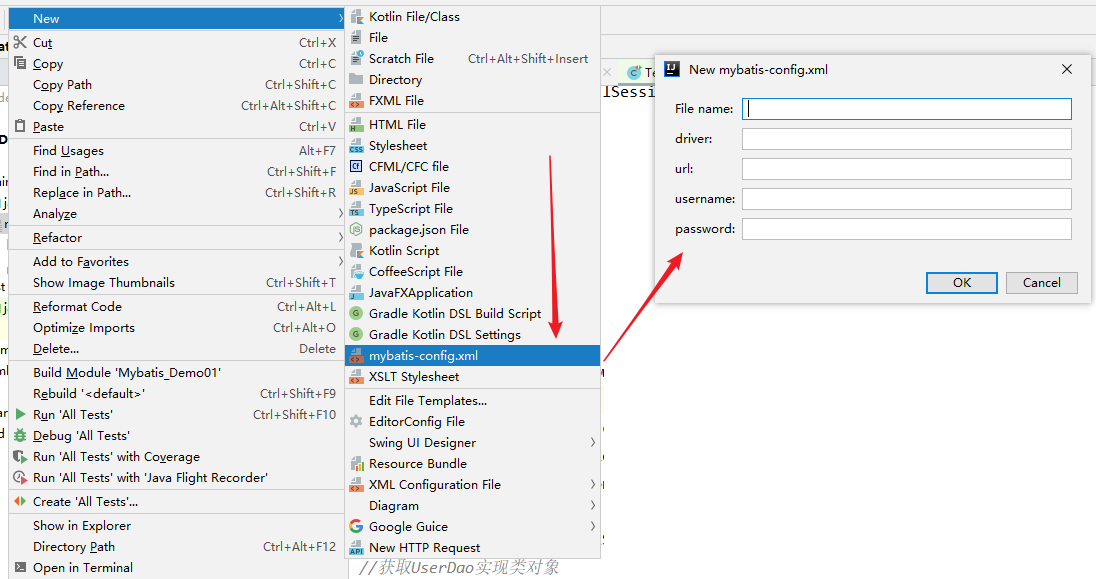 New
Cut Ctrl+X
Copy Ctrl+C
Copy Path Ctrl+Shift+C
Copy Reference Ctrl+Alt+Shift+C
Paste Ctrl+V
Find Usages Alt+F7
Find in Path... Ctrl+Shift+F
Replace in Path... Ctrl+Shift+R
Analyze
Refactor
Add to Favorites
Show Image Thumbnails Ctrl+Shift+T
Reformat Code Ctrl+Alt+L
Optimize Imports Ctrl+Alt+O
Delete... Delete
Build Module 'Mybatis_Demo01'
Rebuild '<default>' Ctrl+Shift+F9
Run 'All Tests' Ctrl+Shift+F10
Debug 'All Tests'
Run 'All Tests' with Coverage
Run 'All Tests' with 'Java Flight Recorder'
Create 'All Tests'...
Show in Explorer
Directory Path Ctrl+Alt+F12
Open in Terminal
Kotlin File/Class
File
Scratch File Ctrl+Alt+Shift+Insert
Directory
FXML File
HTML File
Stylesheet
CFML/CFC file
JavaScript File
TypeScript File
package.json File
Kotlin Script
CoffeeScript File
JavaFXApplication
Gradle Kotlin DSL Build Script
Gradle Kotlin DSL Settings
mybatis-config.xml
XSLT Stylesheet
Edit File Templates...
EditorConfig File
Swing UI Designer
Resource Bundle
XML Configuration File
Diagram
Google Guice
New HTTP Request
//获取UserDao实现类对象
New mybatis-config.xml
File name:
driver:
url:
username:
password:
OK Cancel